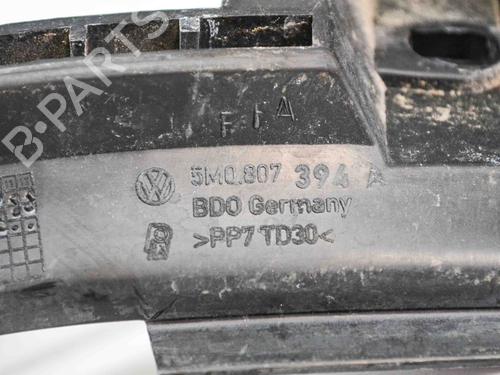 B-PARTS
F F A
5M0.807 394 A
BDO Germany
>PP7 TD30<